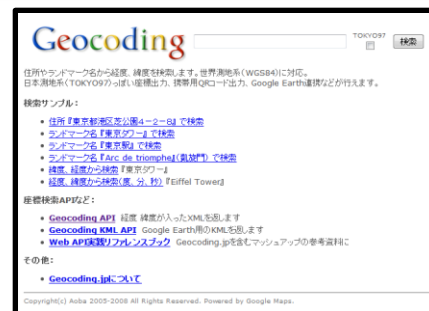 Geocoding
TOKYO97
検索
住所やランドマーク名から経度、緯度を検索します。世界測地系(WGS84)に対応。
日本測地系(TOKYO97)っぽい座標出力、携帯用QRコード出力、Google Earth連携などが行えます。
検索サンプル：
住所『東京都港区芝公園4-2-8』で検索
ランドマーク名『東京タワー』で検索
ランドマーク名『東京駅』で検索
ランドマーク名『Arc de triomphe』(凱旋門) で検索
緯度、経度から検索『東京タワー』
経度、緯度から検索(度、分、秒)『Eiffel Tower』
座標検索APIなど：
Geocoding API 経度 緯度が入ったXMLを返します
Geocoding KML API Google Earth用のKMLを返します
Web API実践リファレンスブック Geocoding.jpを含むマッシュアップの参考資料に
その他：
Geocoding.jpについて
Copyright(c) Aoba 2005-2008 All Rights Reserved. Powered by Google Maps.